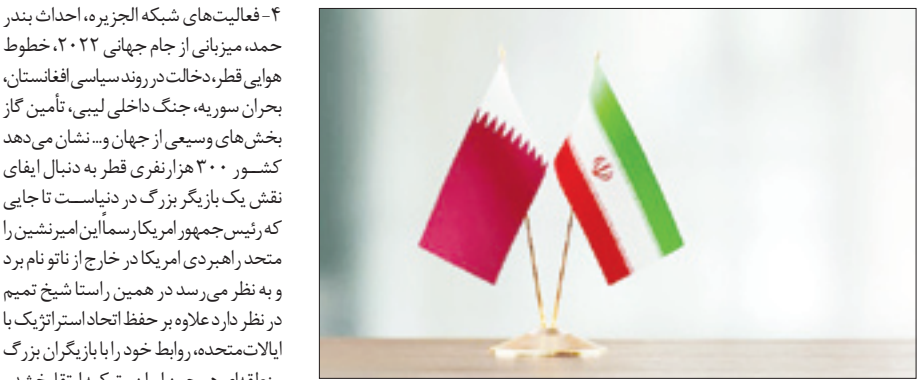 ۴- فعالیت‌های شبکه الجزیره، احداث بندر
حمد، میزبانی از جام جهانی ۲۰۲۲، خطوط
هوایی قطر، دخالت در روند سیاسی افغانستان،
بحران سوریه، جنگ داخلی لیبی، تأمین گاز
بخش‌های وسیعی از جهان و... نشان می‌دهد
کشور ۳۰۰ هزار نفری قطر به دنبال ایفای
نقش یک بازیگر بزرگ در دنیاست تا جایی
که رئیس‌جمهور امریکا رسماً این امیرنشین را
متحد راهبردی امریکا در خارج از ناتو نام برد
و به نظر می‌رسد در همین راستا شیخ تمیم
در نظر دارد علاوه بر حفظ اتحاد استراتژیک با
ایالات‌متحده، روابط خود را با بازیگران بزرگ